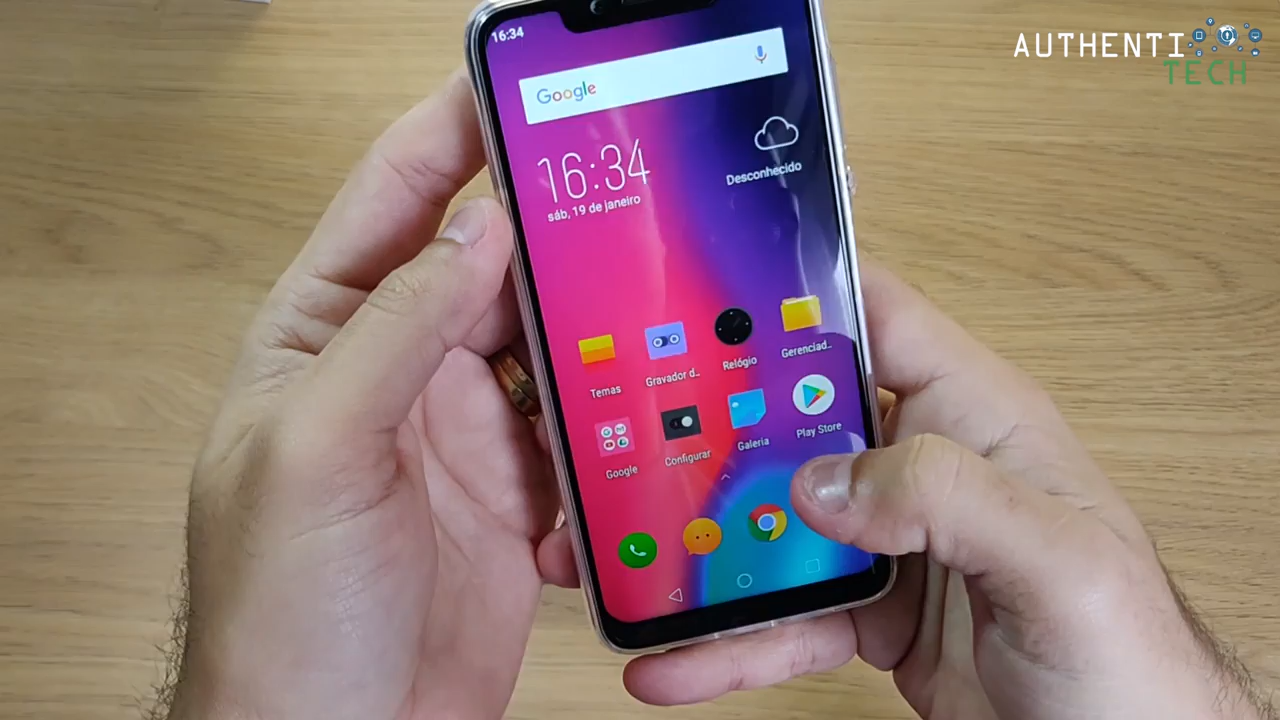 16:34
AUTHENTI
TECH
Google
16:34
sáb, 19 de janeiro
Desconhecido
Temas
Gravador d..
Relógio
Gerenciad..
Google
Configurar
Galeria
Play Store